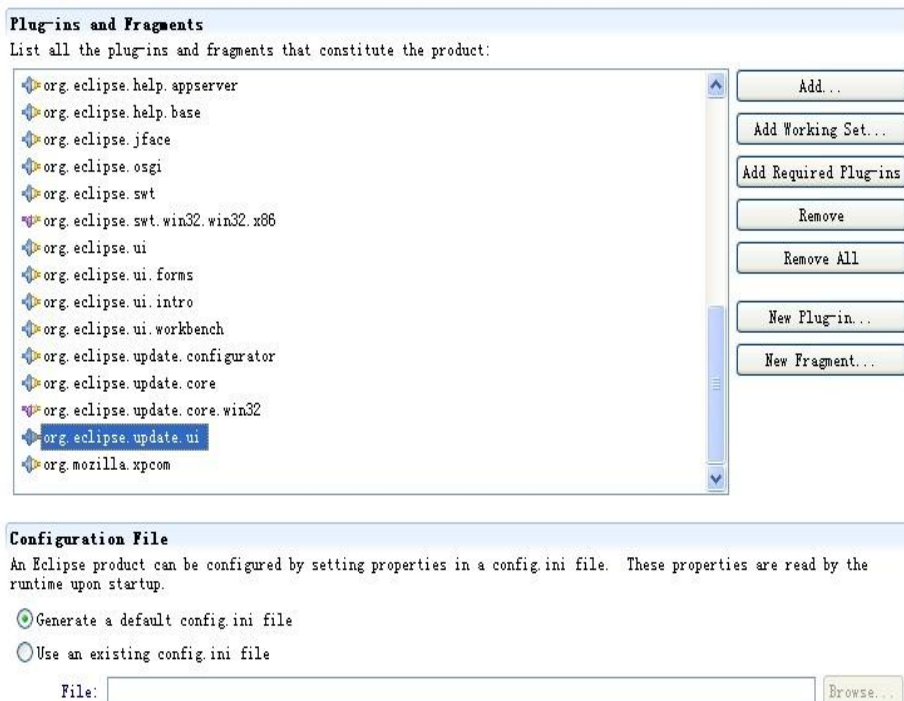 Plug-ins and Fragments
List all the plug-ins and fragments that constitute the product:
org.eclipse.help.appserver
org.eclipse.help.base
org.eclipse.jface
org.eclipse.osgi
org.eclipse.swt
org.eclipse.swt.win32.win32.x86
org.eclipse.ui
org.eclipse.ui.forms
org.eclipse.ui.intro
org.eclipse.ui.workbench
org.eclipse.update.configurator
org.eclipse.update.core
org.eclipse.update.core.win32
org.eclipse.update.ui
org.mozilla.xpcom
Add...
Add Working Set...
Add Required Plug-ins
Remove
Remove All
New Plug-in...
New Fragment...
Configuration File
An Eclipse product can be configured by setting properties in a config.ini file. These properties are read by the
runtime upon startup.
Generate a default config.ini file
Use an existing config.ini file
File:
Browse...